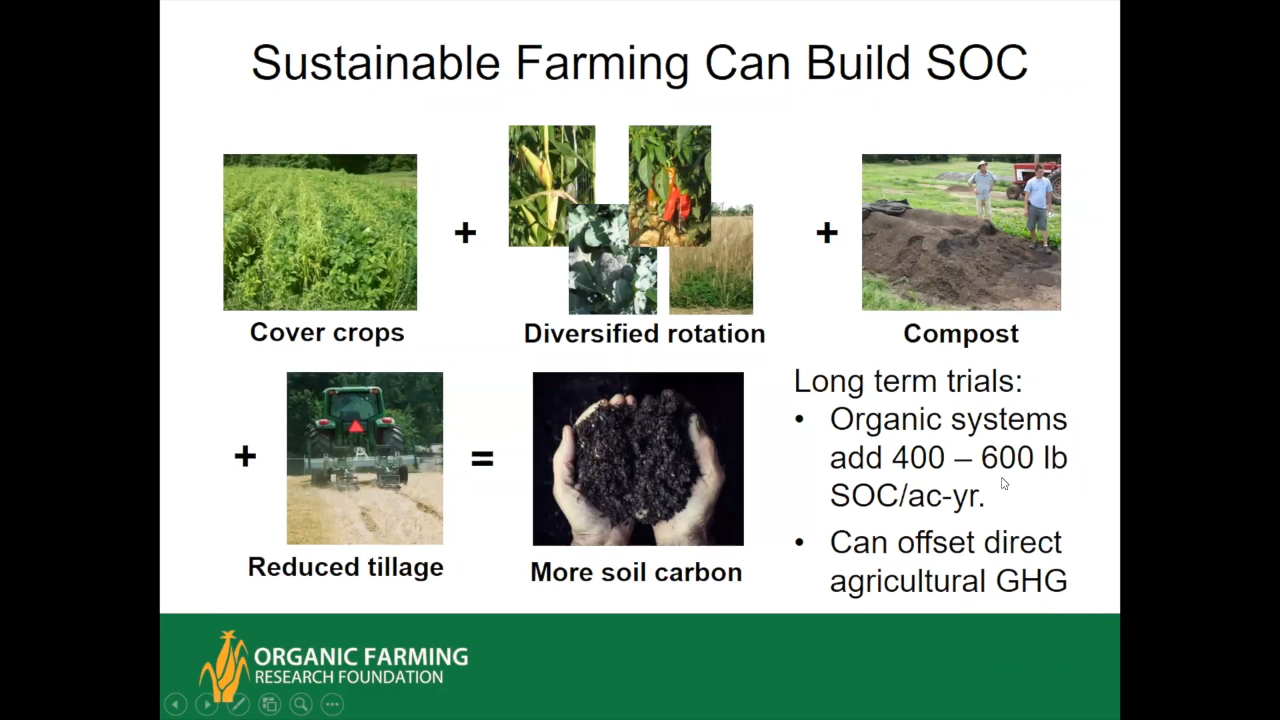 Sustainable Farming Can Build SOC
+
+
Cover crops
Diversified rotation
Compost
+
=
Reduced tillage
More soil carbon
Long term trials:
• Organic systems
add 400 – 600 lb
SOC/ac-yr.
• Can offset direct
agricultural GHG
ORGANIC FARMING
RESEARCH FOUNDATION